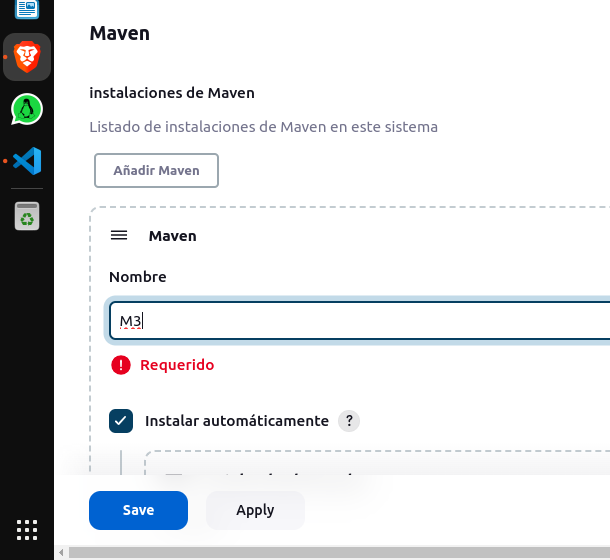 Maven
instalaciones de Maven
Listado de instalaciones de Maven en este sistema
Añadir Maven
Maven
Nombre
M3
Requerido
Instalar automáticamente ?
Save Apply